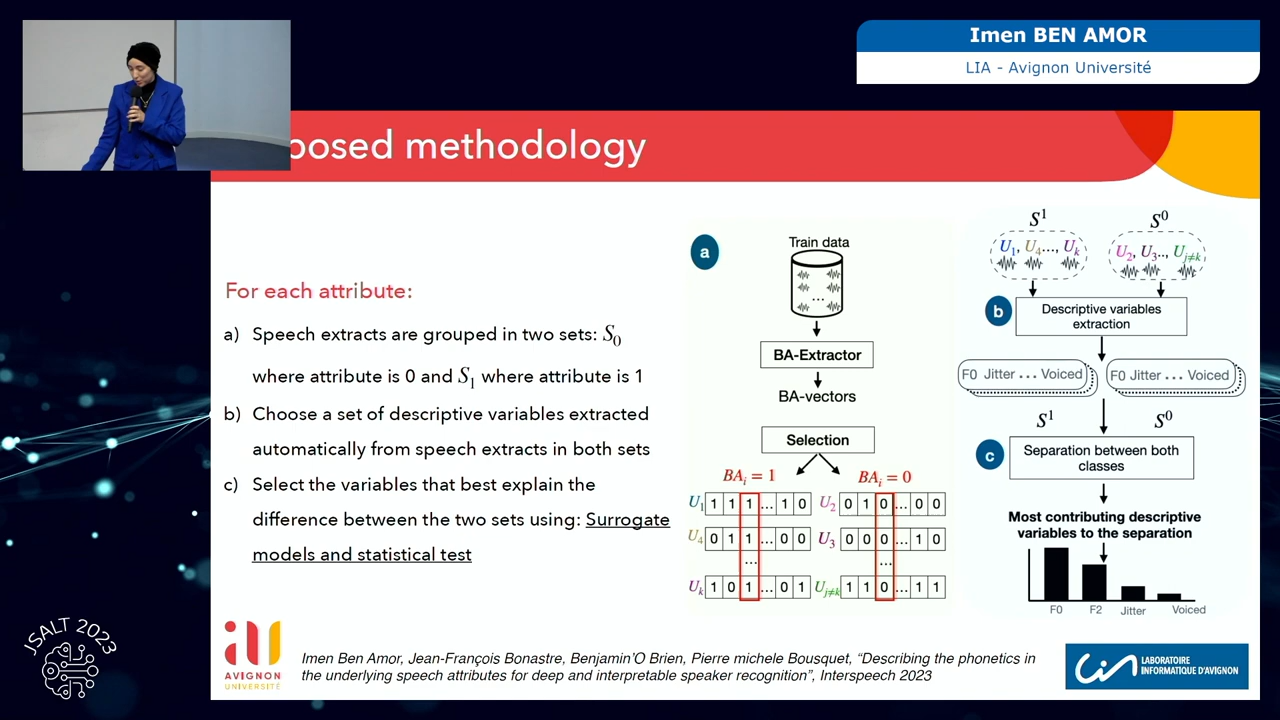 Imen BEN AMOR
LIA - Avignon Université
posed methodology
For each attribute:
a) Speech extracts are grouped in two sets: S0
where attribute is 0 and S1 where attribute is 1
b) Choose a set of descriptive variables extracted
automatically from speech extracts in both sets
c) Select the variables that best explain the
difference between the two sets using: Surrogate
models and statistical test
a
Train data
...
BA-Extractor
BA-vectors
Selection
BAi = 1
BAi = 0
U1 1 1 1 ... 1 0
U2 0 1 0 ... 0 0
U4 0 1 1 ... 0 0
U3 0 0 0 ... 1 0
...
...
Uk 1 0 1 ... 0 1
Uj≠k 1 1 0 ... 1 1
S1
S0
U1, U4..., Uk
U2, U3.., Uj≠k
b
Descriptive variables
extraction
F0 Jitter ... Voiced
F0 Jitter ... Voiced
S1
S0
c
Separation between both
classes
Most contributing descriptive
variables to the separation
F0 F2 Jitter Voiced
JSALT 2023
AVIGNON
UNIVERSITÉ
Imen Ben Amor, Jean-François Bonastre, Benjamin'O Brien, Pierre michele Bousquet, “Describing the phonetics in
the underlying speech attributes for deep and interpretable speaker recognition”, Interspeech 2023
LABORATOIRE
INFORMATIQUE D'AVIGNON